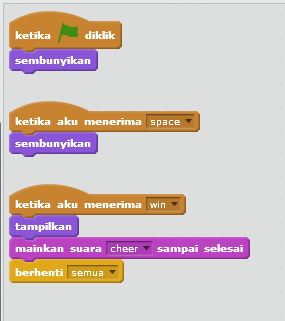 ketika diklik
sembunyikan
ketika aku menerima space
sembunyikan
ketika aku menerima win
tampilkan
mainkan suara cheer sampai selesai
berhenti semua